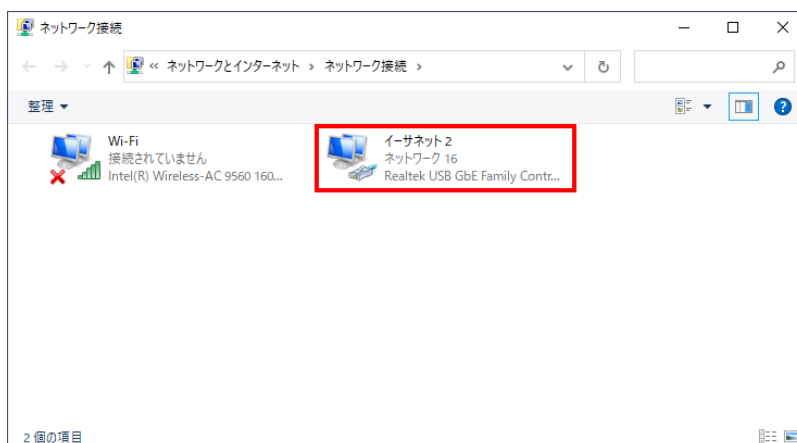 ネットワーク接続
« ネットワークとインターネット › ネットワーク接続 ›
整理
Wi-Fi
接続されていません
Intel(R) Wireless-AC 9560 160...
イーサネット 2
ネットワーク 16
Realtek USB GbE Family Contr...
2 個の項目